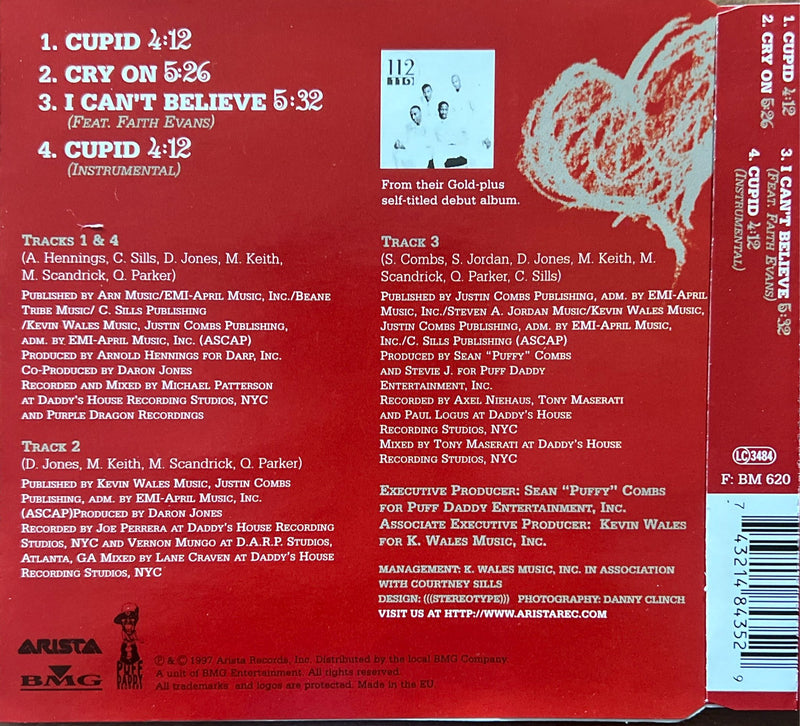 1. CUPID 4:12
2. CRY ON 5:26
3. I CAN'T BELIEVE 5:32
(FEAT. FAITH EVANS)
4. CUPID 4:12
(INSTRUMENTAL)
112
From their Gold-plus
self-titled debut album.
TRACKS 1 & 4
(A. Hennings, C. Sills, D. Jones, M. Keith,
M. Scandrick, Q. Parker)
PUBLISHED BY ARN MUSIC/EMI-APRIL MUSIC, INC./BEANE
TRIBE MUSIC/ C. SILLS PUBLISHING
/KEVIN WALES MUSIC, JUSTIN COMBS PUBLISHING,
ADM. BY EMI-APRIL MUSIC, INC. (ASCAP)
PRODUCED BY ARNOLD HENNINGS FOR DARP, INC.
CO-PRODUCED BY DARON JONES
RECORDED AND MIXED BY MICHAEL PATTERSON
AT DADDY'S HOUSE RECORDING STUDIOS, NYC
AND PURPLE DRAGON RECORDINGS
TRACK 2
(D. Jones, M. Keith, M. Scandrick, Q. Parker)
PUBLISHED BY KEVIN WALES MUSIC, JUSTIN COMBS
PUBLISHING, ADM. BY EMI-APRIL MUSIC, INC.
(ASCAP)PRODUCED BY DARON JONES
RECORDED BY JOE PERRERA AT DADDY'S HOUSE RECORDING
STUDIOS, NYC AND VERNON MUNGO AT D.A.R.P. STUDIOS,
ATLANTA, GA MIXED BY LANE CRAVEN AT DADDY'S HOUSE
RECORDING STUDIOS, NYC
TRACK 3
(S. Combs, S. Jordan, D. Jones, M. Keith, M.
Scandrick, Q. Parker, C. Sills)
PUBLISHED BY JUSTIN COMBS PUBLISHING, ADM. BY EMI-APRIL
MUSIC, INC./STEVEN A. JORDAN MUSIC/KEVIN WALES MUSIC,
JUSTIN COMBS PUBLISHING, ADM. BY EMI-APRIL MUSIC,
INC./C. SILLS PUBLISHING (ASCAP)
PRODUCED BY SEAN "PUFFY" COMBS
AND STEVIE J. FOR PUFF DADDY
ENTERTAINMENT, INC.
RECORDED BY AXEL NIEHAUS, TONY MASERATI
AND PAUL LOGUS AT DADDY'S HOUSE
RECORDING STUDIOS, NYC
MIXED BY TONY MASERATI AT DADDY'S HOUSE
RECORDING STUDIOS, NYC
EXECUTIVE PRODUCER: SEAN "PUFFY" COMBS
FOR PUFF DADDY ENTERTAINMENT, INC.
ASSOCIATE EXECUTIVE PRODUCER: KEVIN WALES
FOR K. WALES MUSIC, INC.
MANAGEMENT: K. WALES MUSIC, INC. IN ASSOCIATION
WITH COURTNEY SILLS
DESIGN: (((STEREOTYPE))) PHOTOGRAPHY: DANNY CLINCH
VISIT US AT HTTP://WWW.ARISTAREC.COM
ARISTA
BMG
PUFF
DADDY
℗ & © 1997 Arista Records, Inc. Distributed by the local BMG Company.
A unit of BMG Entertainment. All rights reserved.
All trademarks and logos are protected. Made in the EU
1. CUPID 4:12
2. CRY ON 5:26
3. I CAN'T BELIEVE 5:32
(FEAT. FAITH EVANS)
4. CUPID 4:12
(INSTRUMENTAL)
LC 3484
F: BM 620
7 43214 84352 9